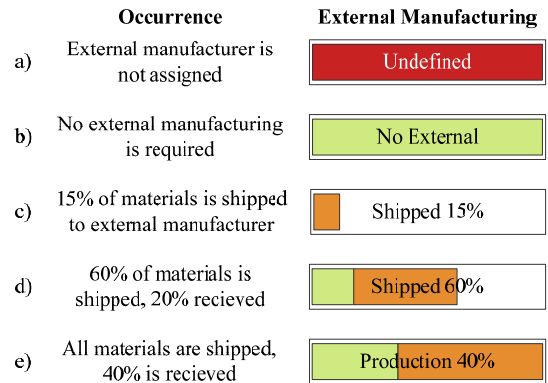 Occurrence External Manufacturing
a) External manufacturer is
not assigned
Undefined
b) No external manufacturing
is required
No External
c) 15% of materials is shipped
to external manufacturer
Shipped 15%
d) 60% of materials is
shipped, 20% recieved
Shipped 60%
e) All materials are shipped,
40% is recieved
Production 40%